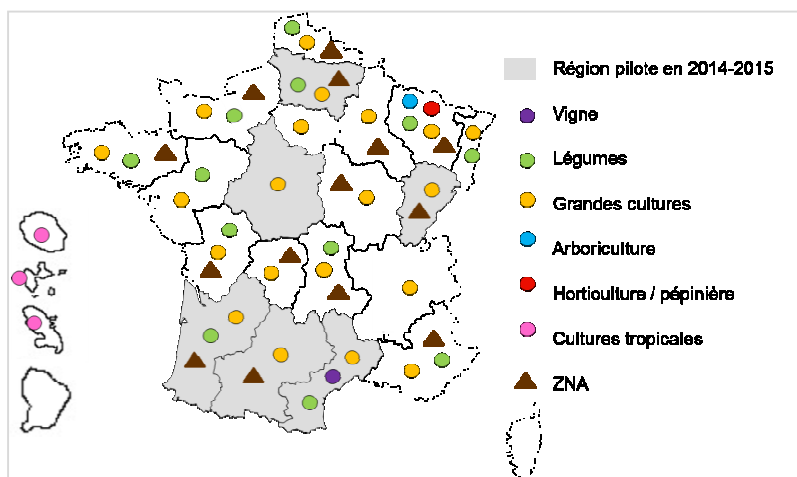 Région pilote en 2014-2015
Vigne
Légumes
Grandes cultures
Arboriculture
Horticulture / pépinière
Cultures tropicales
ZNA